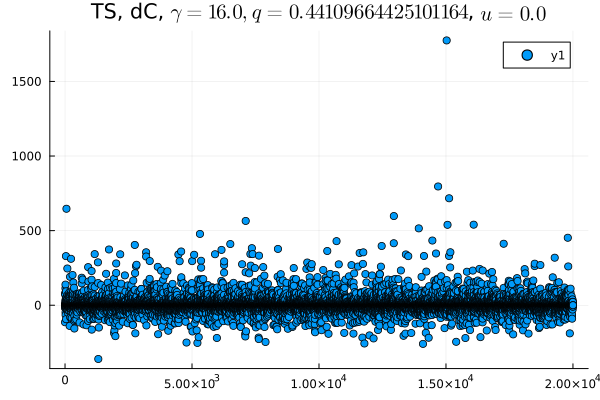 TS, dC, γ = 16.0, q = 0.44109664425101164, u = 0.0
y1
1500
1000
500
0
0 5.00×10³ 1.00×10⁴ 1.50×10⁴ 2.00×10⁴